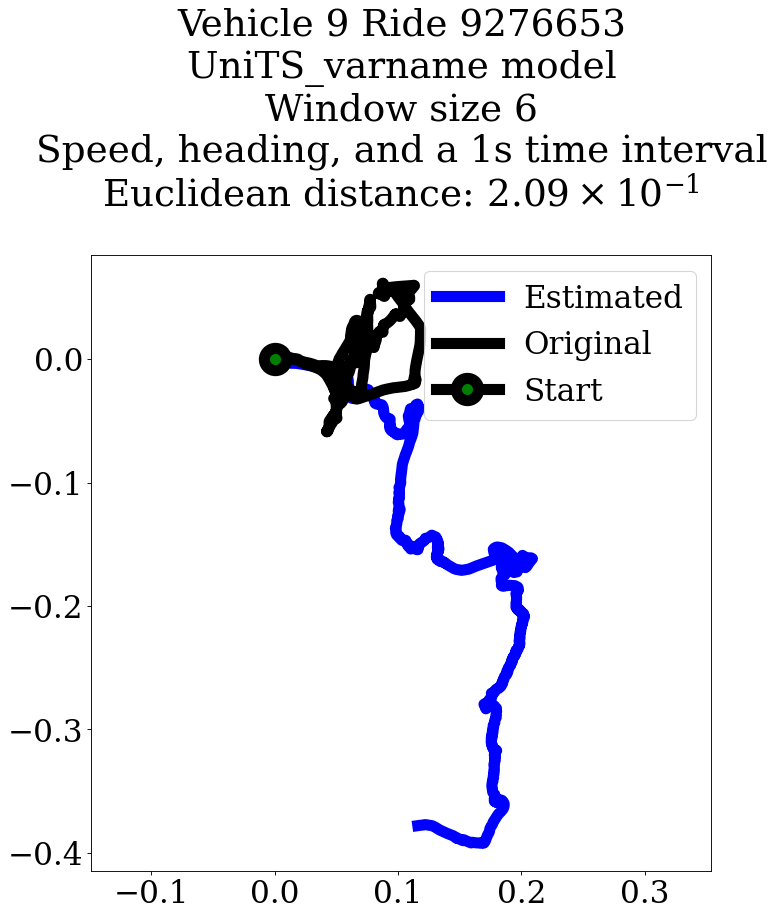 Vehicle 9 Ride 9276653
UniTS_varname model
Window size 6
Speed, heading, and a 1s time interval
Euclidean distance: 2.09 × 10⁻¹
Estimated
Original
Start
0.0
−0.1
−0.2
−0.3
−0.4
−0.1 0.0 0.1 0.2 0.3